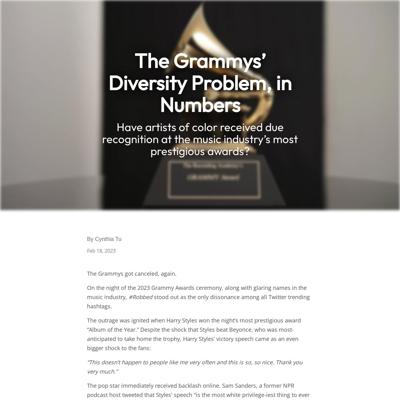 The Grammys’
Diversity Problem, in
Numbers
Have artists of color received due
recognition at the music industry’s most
prestigious awards?
GRAMMY Award
By Cynthia Tu
Feb 18, 2023
The Grammys got canceled, again.
On the night of the 2023 Grammy Awards ceremony, along with glaring names in the
music industry, #Robbed stood out as the only dissonance among all Twitter trending
hashtags.
The outrage was ignited when Harry Styles won the night’s most prestigious award
“Album of the Year.” Despite the shock that Styles beat Beyonce, who was most-
anticipated to take home the trophy, Harry Styles’ victory speech came as an even
bigger shock to the fans:
“This doesn’t happen to people like me very often and this is so, so nice. Thank you
very much.”
The pop star immediately received backlash online. Sam Sanders, a former NPR
podcast host tweeted that Styles’ speech “is the most white privilege-iest thing to ever